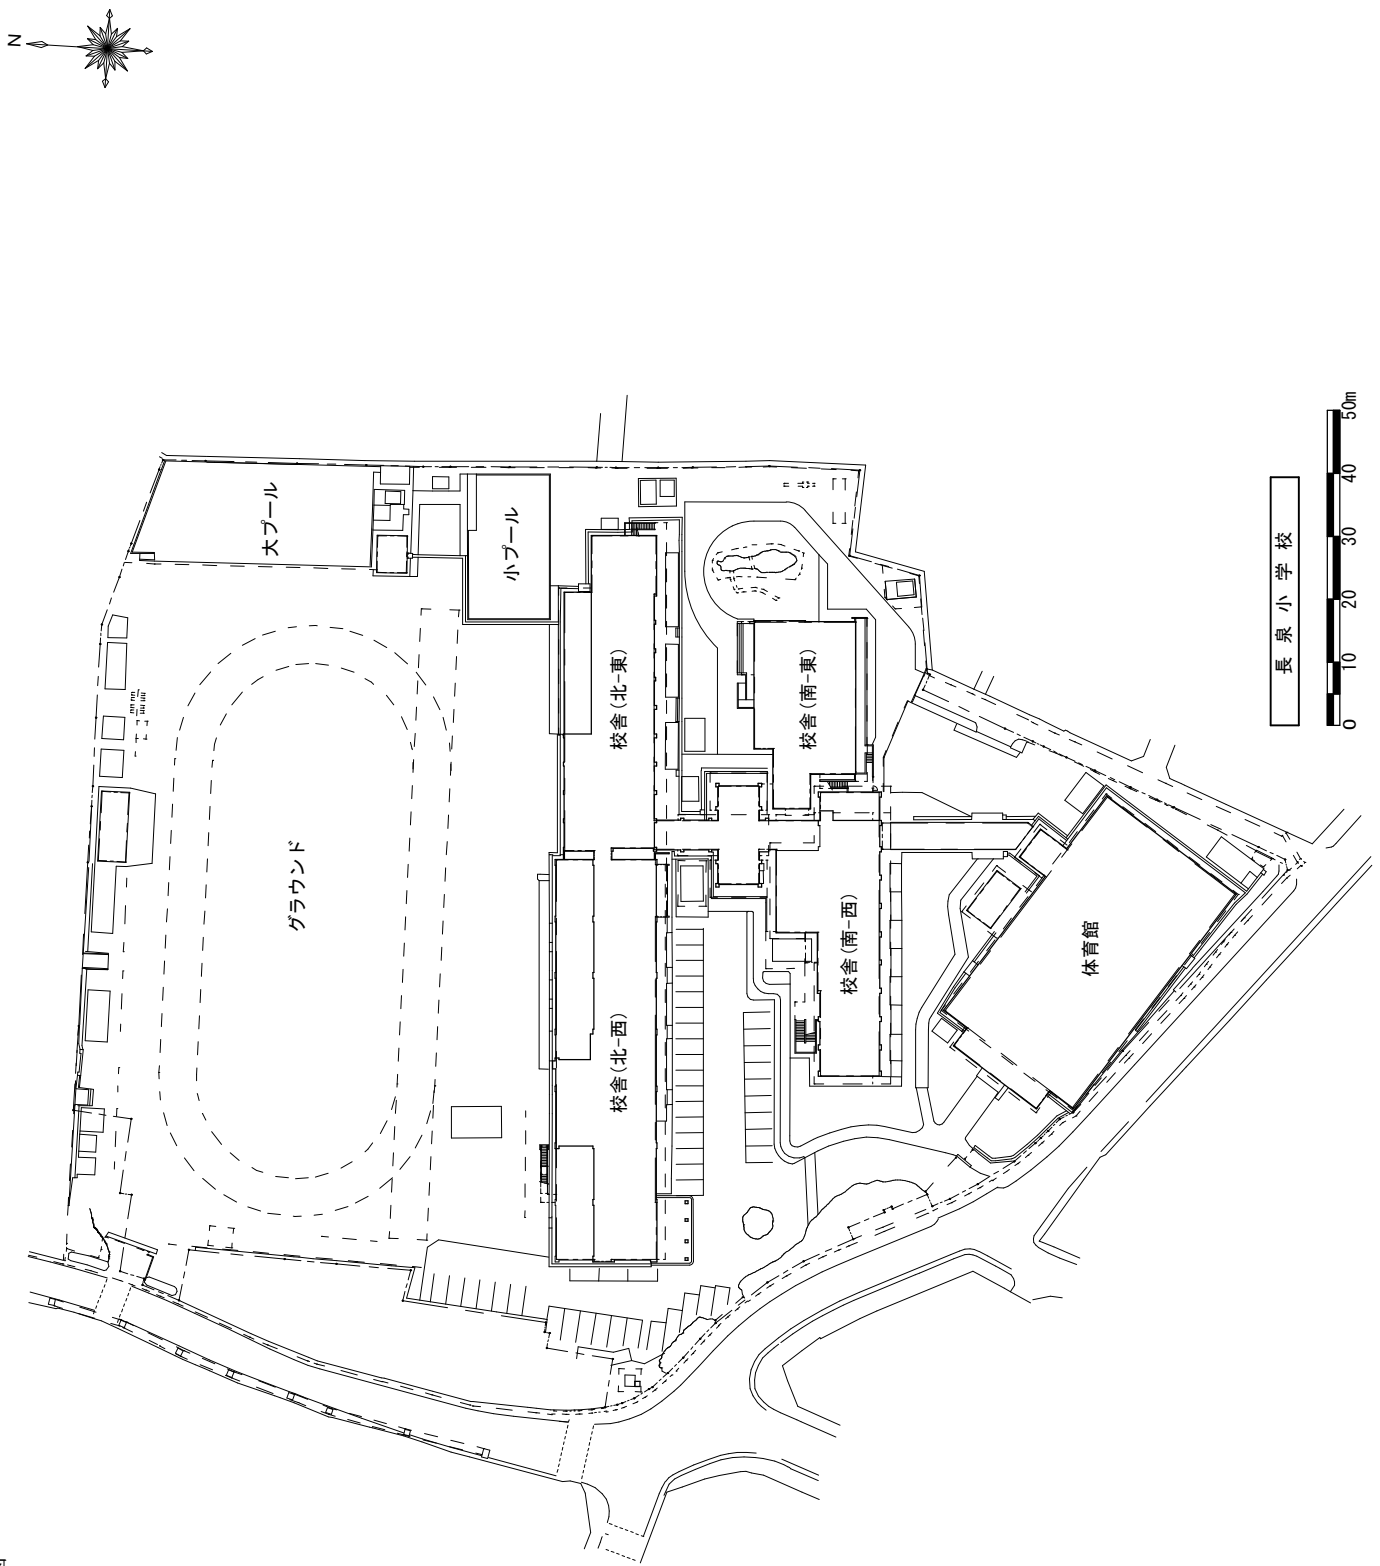 N
大プール
小プール
グラウンド
校舎(北-東)
校舎(北-西)
校舎(南-東)
校舎(南-西)
体育館
長泉小学校
0 10 20 30 40 50m